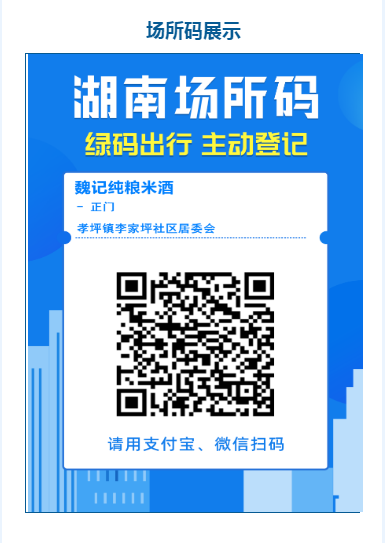 场所码展示
湖南场所码
绿码出行 主动登记
魏记纯粮米酒
- 正门
孝坪镇李家坪社区居委会
请用支付宝、微信扫码